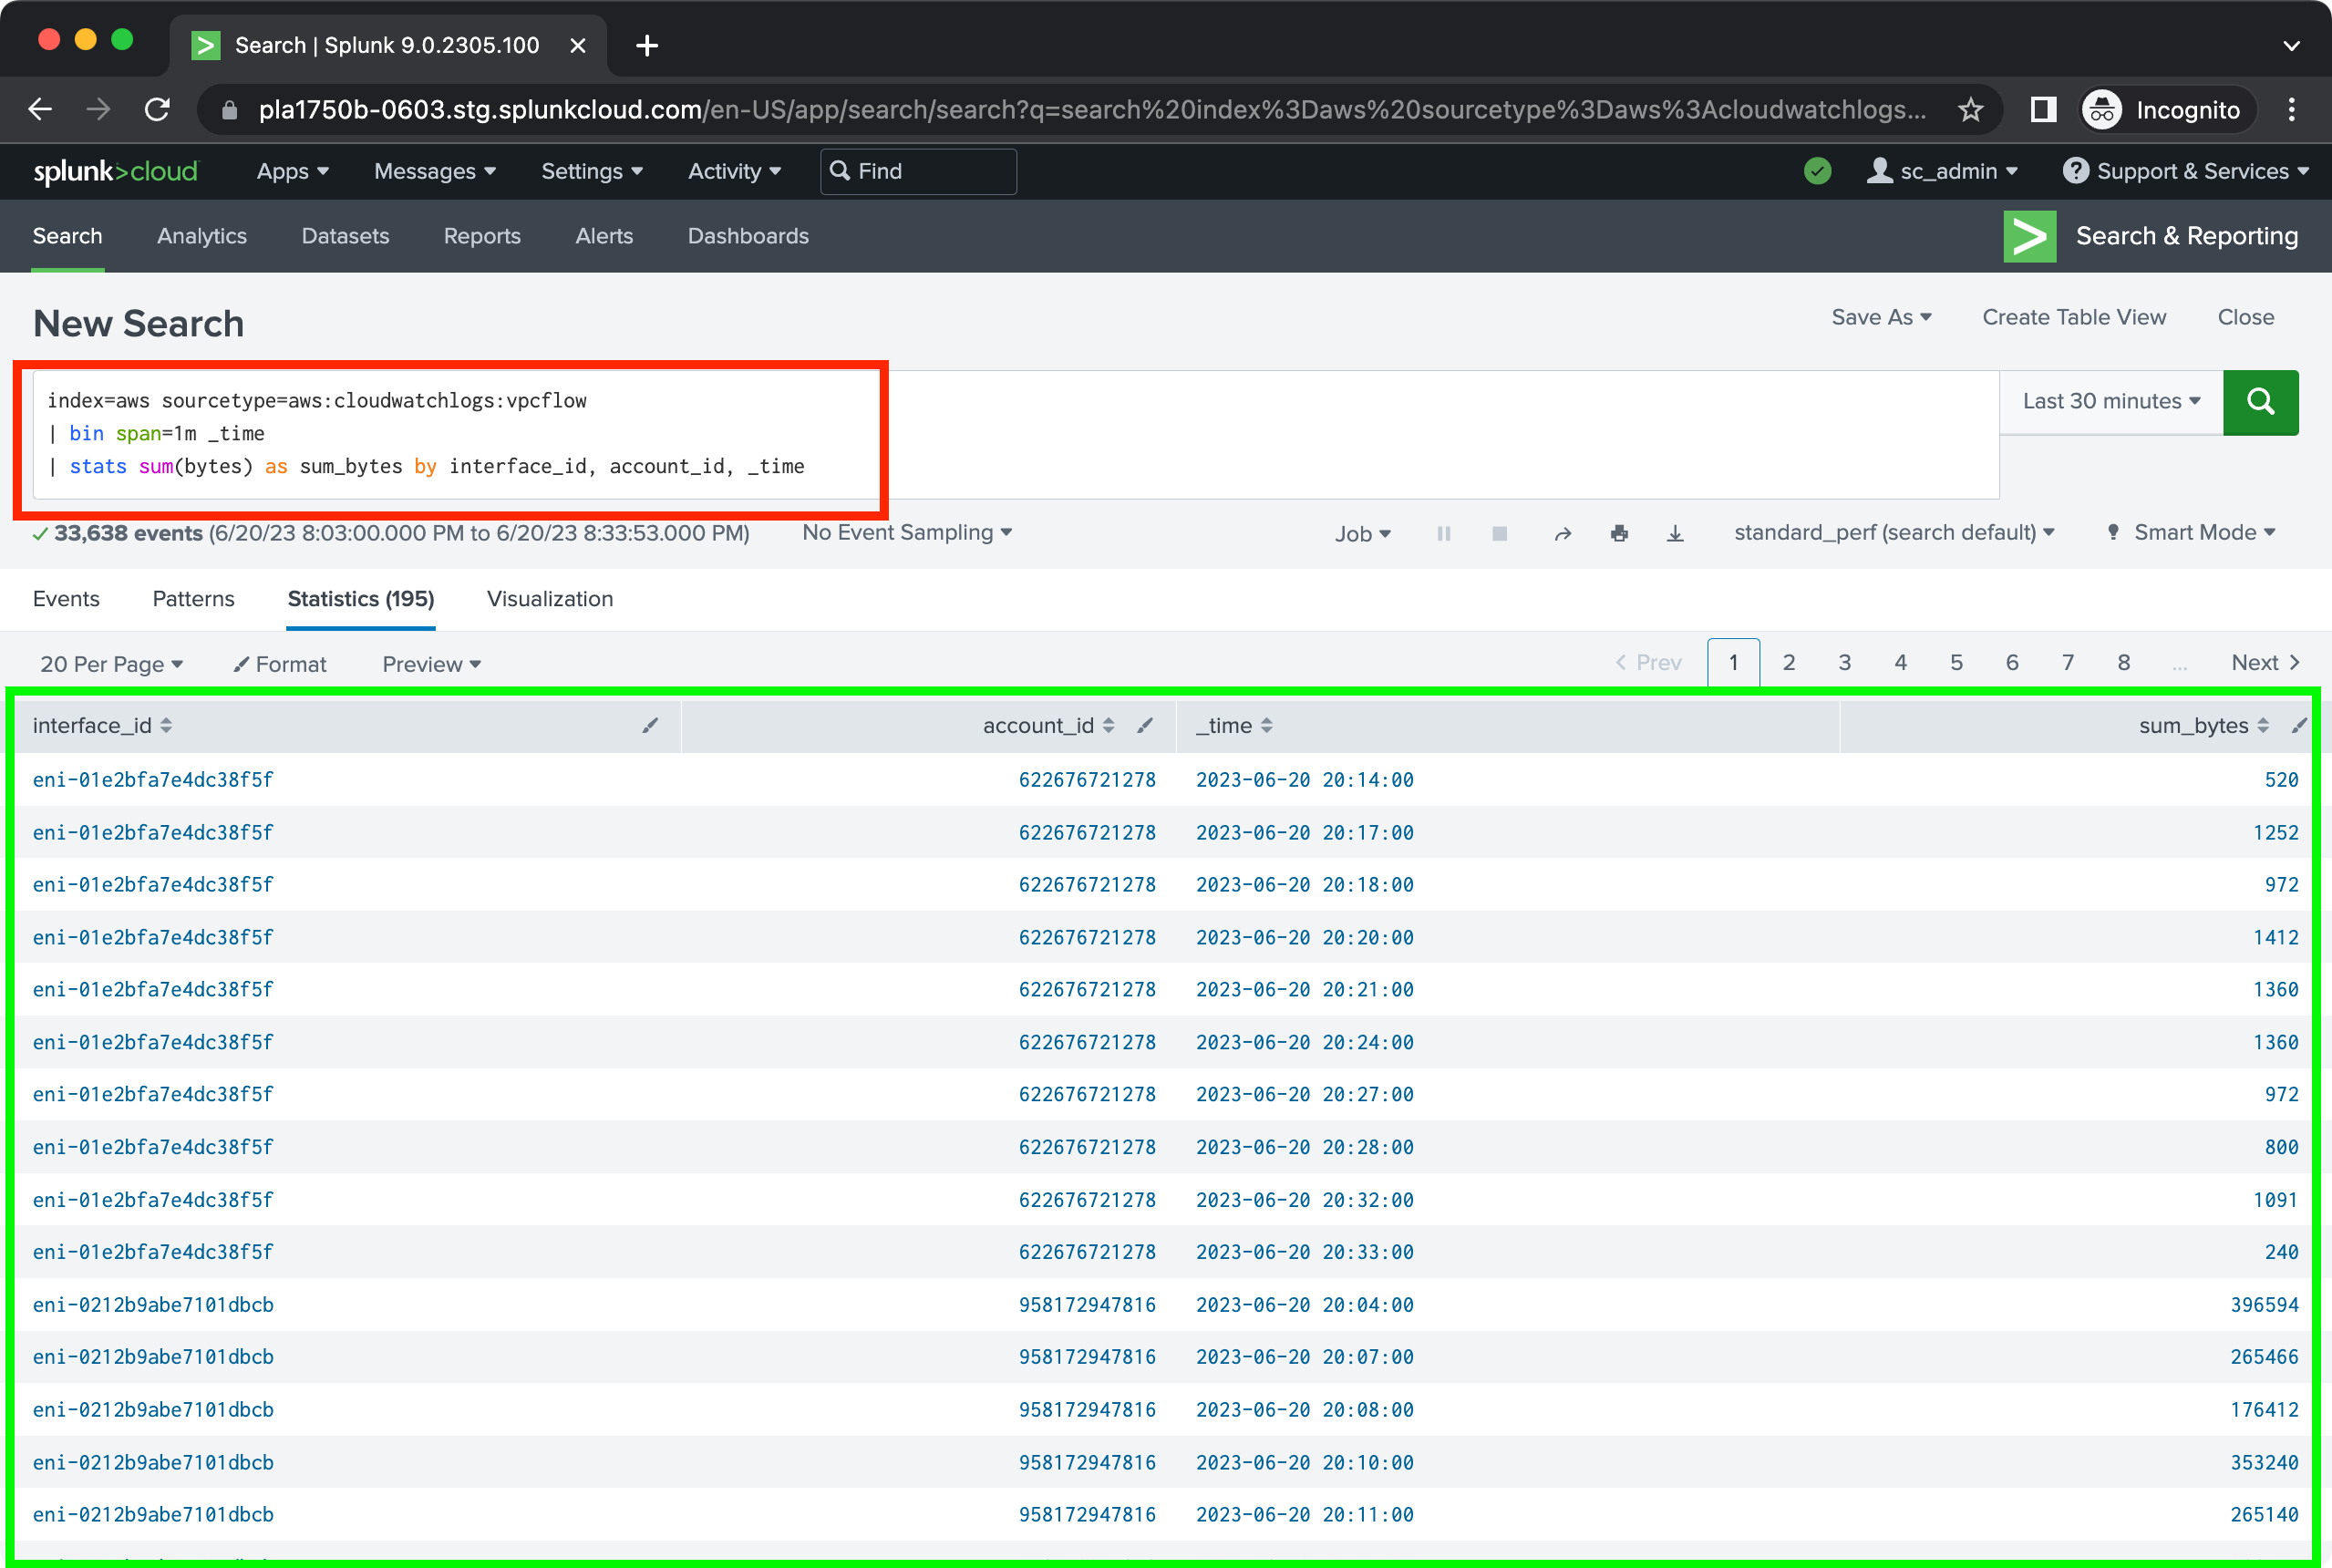 Search | Splunk 9.0.2305.100
pla1750b-0603.stg.splunkcloud.com/en-US/app/search/search?q=search%20index%3Daws%20sourcetype%3Daws%3Acloudwatchlogs... Incognito
splunk>cloud Apps Messages Settings Activity Find sc_admin Support & Services
Search Analytics Datasets Reports Alerts Dashboards Search & Reporting
New Search Save As Create Table View Close
index=aws sourcetype=aws:cloudwatchlogs:vpcflow Last 30 minutes
| bin span=1m _time
| stats sum(bytes) as sum_bytes by interface_id, account_id, _time
33,638 events (6/20/23 8:03:00.000 PM to 6/20/23 8:33:53.000 PM) No Event Sampling Job standard_perf (search default) Smart Mode
Events Patterns Statistics (195) Visualization
20 Per Page Format Preview < Prev 1 2 3 4 5 6 7 8 ... Next >
interface_id account_id _time sum_bytes
eni-01e2bfa7e4dc38f5f 622676721278 2023-06-20 20:14:00 520
eni-01e2bfa7e4dc38f5f 622676721278 2023-06-20 20:17:00 1252
eni-01e2bfa7e4dc38f5f 622676721278 2023-06-20 20:18:00 972
eni-01e2bfa7e4dc38f5f 622676721278 2023-06-20 20:20:00 1412
eni-01e2bfa7e4dc38f5f 622676721278 2023-06-20 20:21:00 1360
eni-01e2bfa7e4dc38f5f 622676721278 2023-06-20 20:24:00 1360
eni-01e2bfa7e4dc38f5f 622676721278 2023-06-20 20:27:00 972
eni-01e2bfa7e4dc38f5f 622676721278 2023-06-20 20:28:00 800
eni-01e2bfa7e4dc38f5f 622676721278 2023-06-20 20:32:00 1091
eni-01e2bfa7e4dc38f5f 622676721278 2023-06-20 20:33:00 240
eni-0212b9abe7101dbcb 958172947816 2023-06-20 20:04:00 396594
eni-0212b9abe7101dbcb 958172947816 2023-06-20 20:07:00 265466
eni-0212b9abe7101dbcb 958172947816 2023-06-20 20:08:00 176412
eni-0212b9abe7101dbcb 958172947816 2023-06-20 20:10:00 353240
eni-0212b9abe7101dbcb 958172947816 2023-06-20 20:11:00 265140